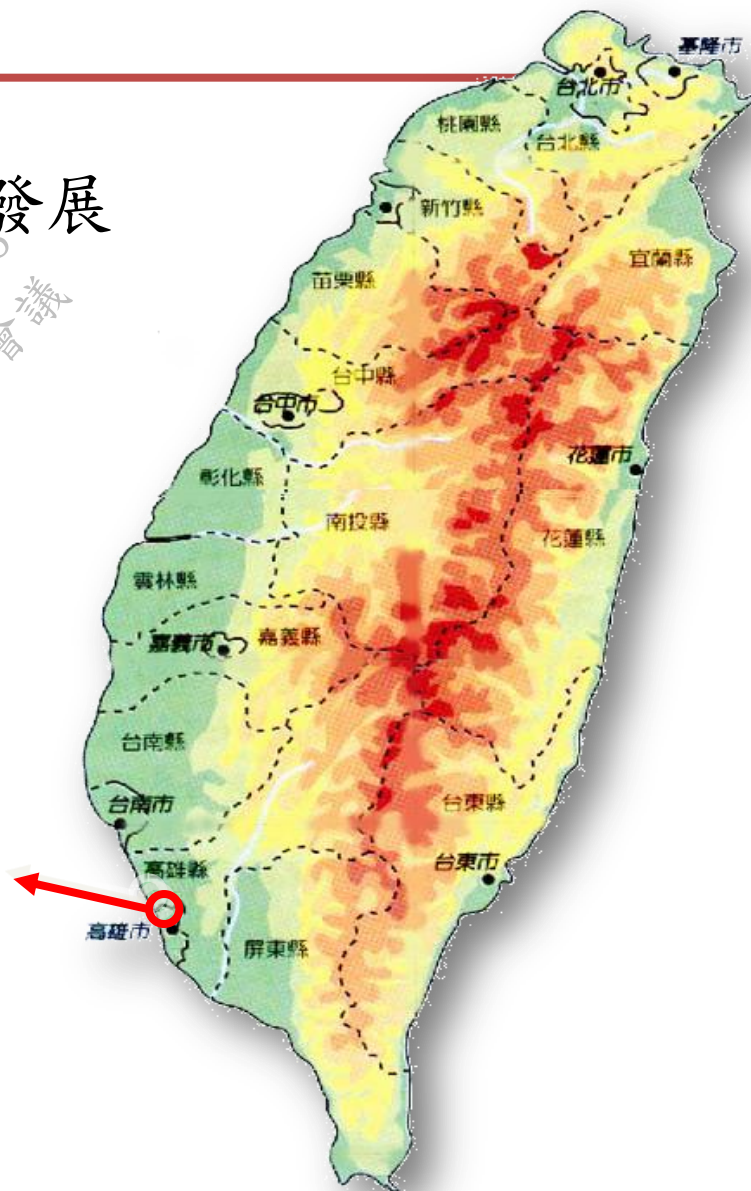 發展
會議
基隆市
台北市
桃園縣
台北縣
新竹縣
宜蘭縣
苗栗縣
台中縣
台中市
花蓮市
彰化縣
南投縣
花蓮縣
雲林縣
嘉義市
嘉義縣
台南縣
台南市
台東縣
高雄縣
台東市
高雄市
屏東縣